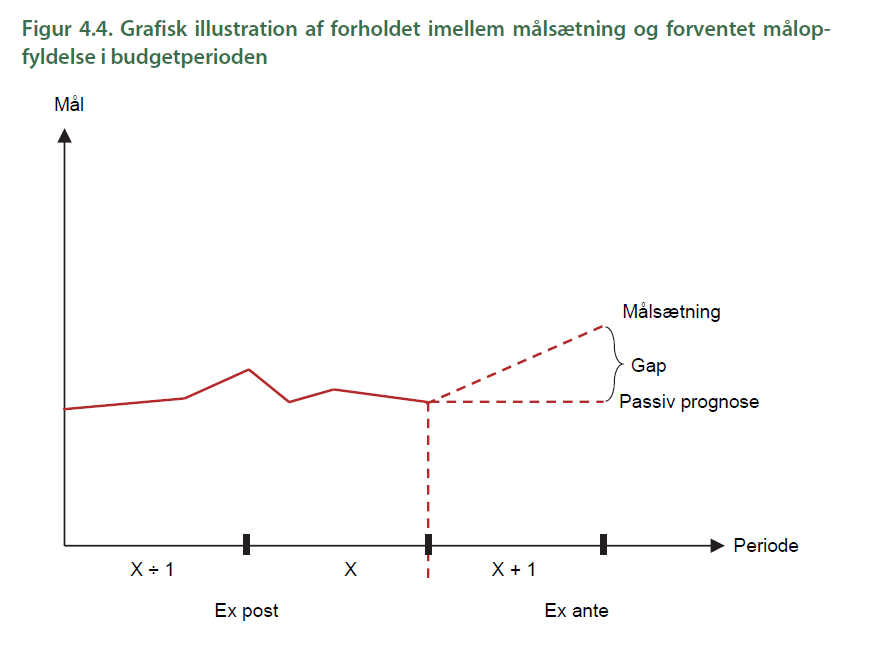 Figur 4.4. Grafisk illustration af forholdet imellem målsætning og forventet målop-
fyldelse i budgetperioden
Mål
Målsætning
Gap
Passiv prognose
Periode
X ÷ 1
X
X + 1
Ex post
Ex ante